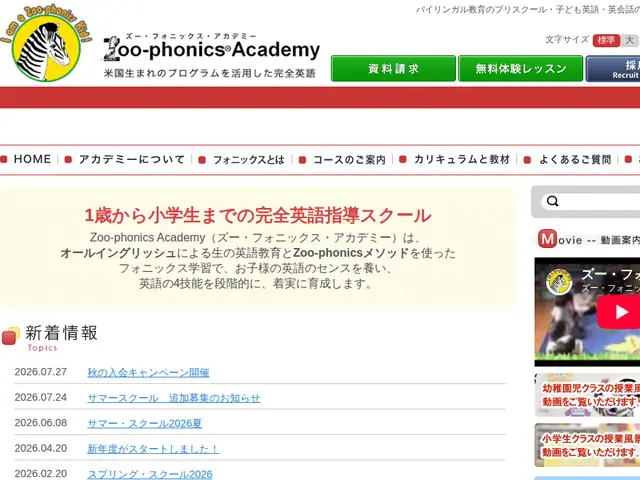 バイリンガル教育のプリスクール・子ども英語・英会話の
I am a Zoo-phonics Kid!
ズー・フォニックス・アカデミー
Zoo-phonics®Academy
米国生まれのプログラムを活用した完全英語
文字サイズ 標準 大
資料請求
無料体験レッスン
採用
Recruit
HOME
アカデミーについて
フォニックスとは
コースのご案内
カリキュラムと教材
よくあるご質問
1歳から小学生までの完全英語指導スクール
Zoo-phonics Academy（ズー・フォニックス・アカデミー）は、
オールイングリッシュによる生の英語教育とZoo-phonicsメソッドを使った
フォニックス学習で、お子様の英語のセンスを養い、
英語の4技能を段階的に、着実に育成します。
新着情報
Topics
2026.07.27 秋の入会キャンペーン開催
2026.07.24 サマースクール　追加募集のお知らせ
2026.06.08 サマー・スクール2026夏
2026.04.20 新年度がスタートしました！
2026.02.20 スプリング・スクール2026
Movie -- 動画案内
ズー・フォニ
ズー・フォニッ
幼稚園児クラスの授業風
動画をご覧いただけます。
小学生クラスの授業風景
動画をご覧いただけます。